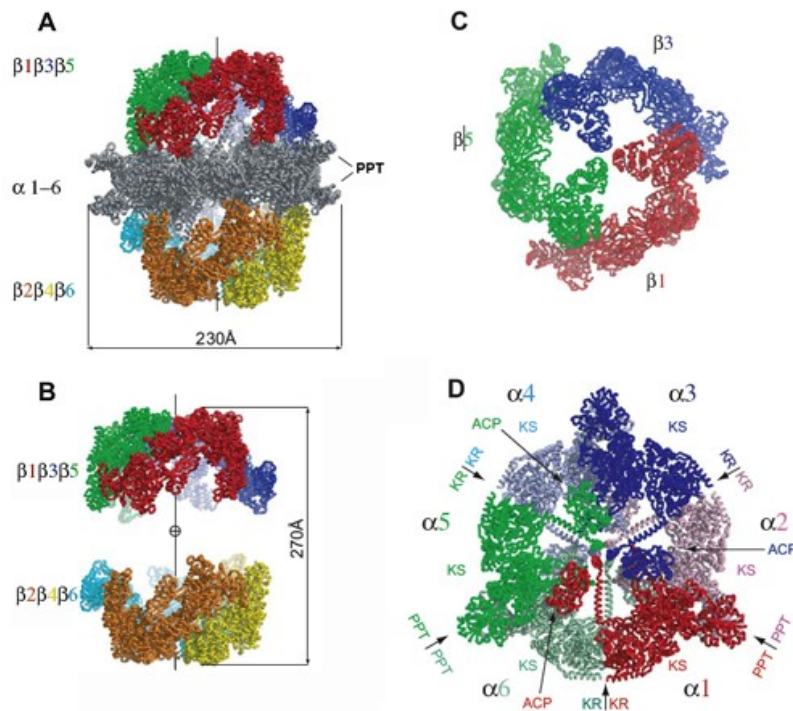 A
β1β3β5
PPT
α 1–6
β2β4β6
230Å
B
β1β3β5
270Å
β2β4β6
C
β3
β5
β1
D
α4
α3
ACP
KS
KS
KR
KR
KR
KR
α5
α2
ACP
KS
KS
PPT
PPT
PPT
PPT
KS
KS
α6
α1
ACP
KR
KR